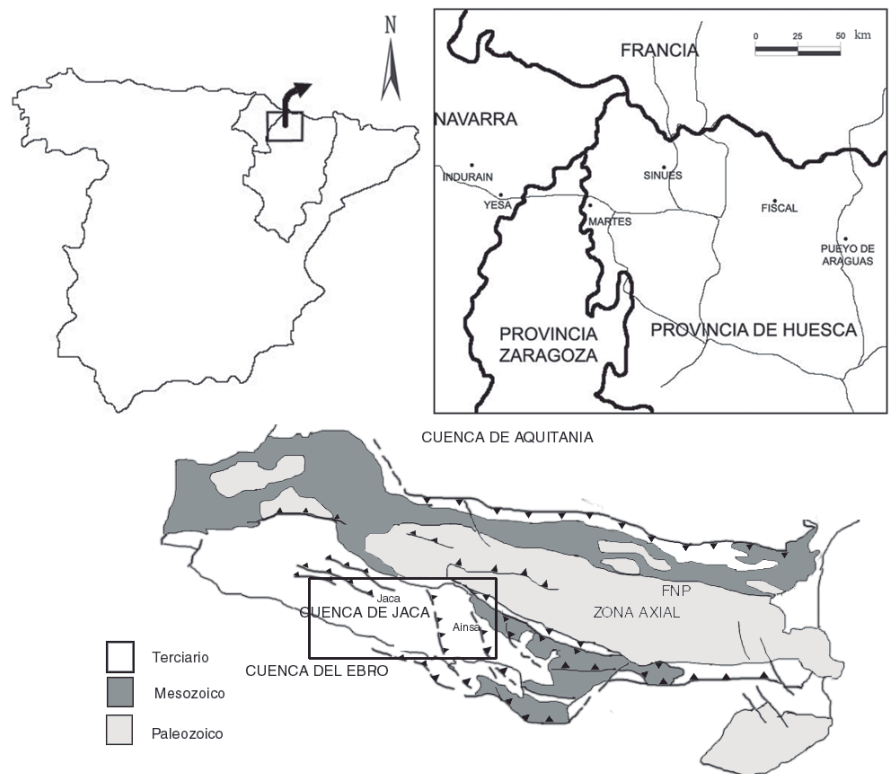 N
0 25 50 km
FRANCIA
NAVARRA
INDURAIN
SINUÉS
YESA
MARTES
FISCAL
PUEYO DE
ARAGUAS
PROVINCIA
ZARAGOZA
PROVINCIA DE HUESCA
CUENCA DE AQUITANIA
FNP
ZONA AXIAL
Jaca
CUENCA DE JACA
Ainsa
CUENCA DEL EBRO
Terciario
Mesozoico
Paleozoico